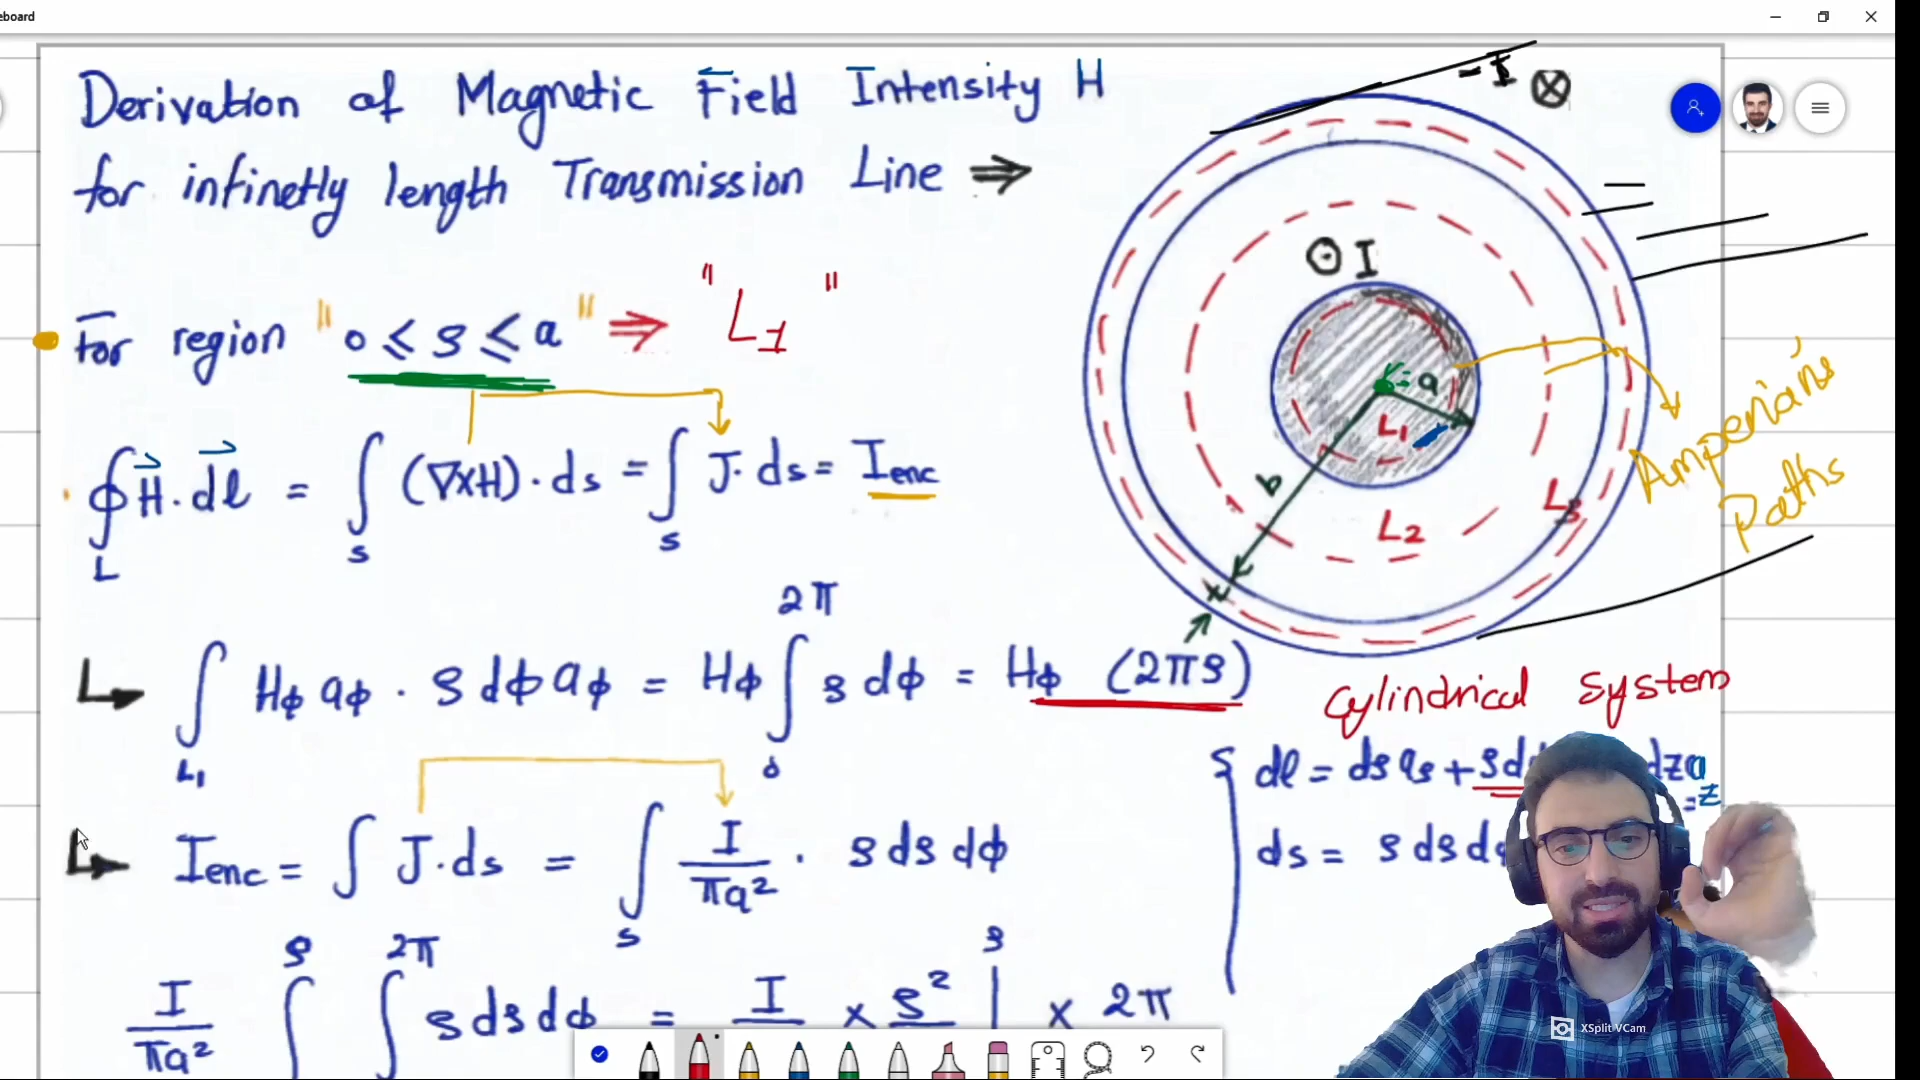 eboard
Derivation of Magnetic Field Intensity H
for infinetly length Transmission Line ⇒
-I ⊗
⊙ I
a
b
L1
L2
L3
Amperian's
Paths
For region "0 ≤ ρ ≤ a" ⇒ "L1"
∮L H⃗ . dl⃗ = ∫s (∇×H) . ds = ∫s J. ds = Ienc
↳ ∫L1 Hφ aφ . ρ dφ aφ = Hφ ∫0^2π ρ dφ = Hφ (2πρ)
Cylindrical System
dl = dρ aρ + ρd dz a z
ds = ρ dρ d
↳ Ienc = ∫ J.ds = ∫s I/πa² . ρ dρ dφ
I/πa² ∫^ρ ∫^2π ρ dρ dφ = I × ρ² |^ρ × 2π
XSplit VCam